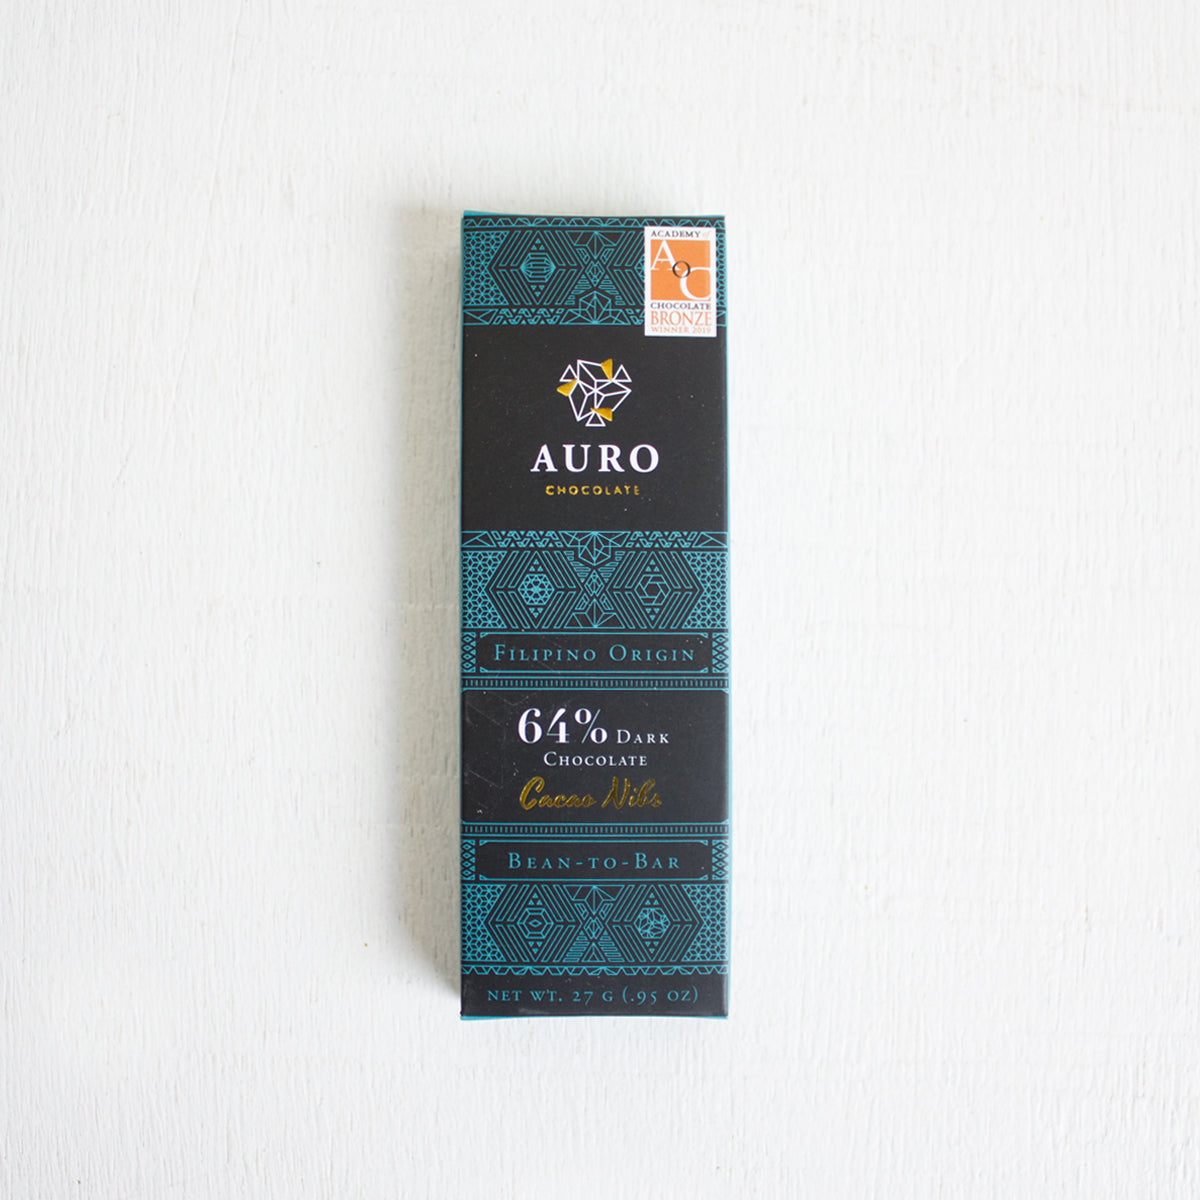 ACADEMY of
AOC
CHOCOLATE
BRONZE
WINNER 2019
AURO
CHOCOLATE
FILIPINO ORIGIN
64% DARK
CHOCOLATE
Cacao Nibs
BEAN-TO-BAR
NET WT. 27 G (.95 OZ)